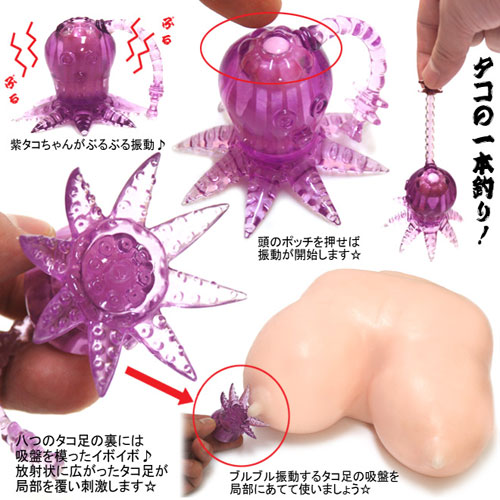 ぶる
ぶる
紫タコちゃんがぶるぶる振動♪
頭のポッチを押せば
振動が開始します☆
タコの一本釣り！
八つのタコ足の裏には
吸盤を模ったイボイボ♪
放射状に広がったタコ足が
局部を覆い刺激します☆
ブルブル振動するタコ足の吸盤を
局部にあてて使いましょう☆